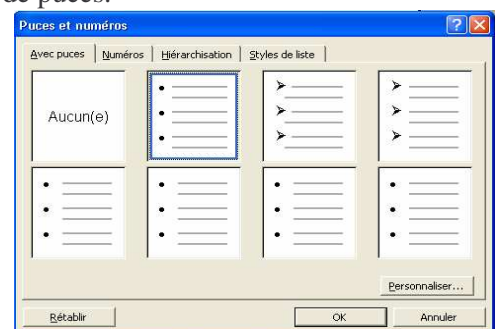 de puces.
Puces et numéros
Avec puces Numéros Hiérarchisation Styles de liste
Aucun(e)
Personnaliser...
Rétablir OK Annuler